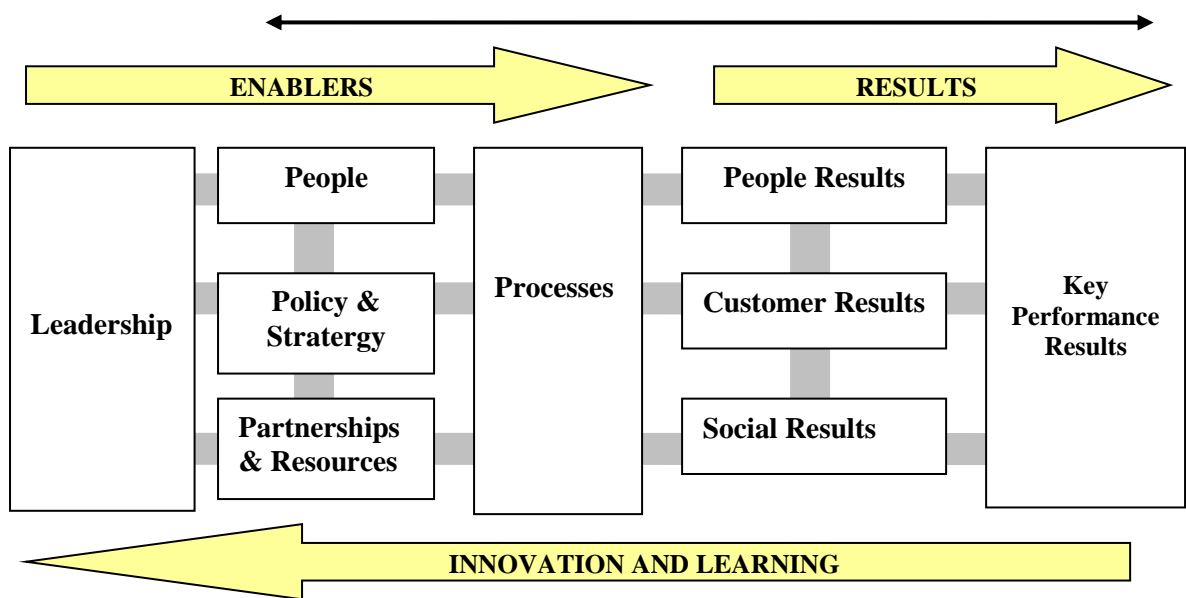 ENABLERS
RESULTS
Leadership
People
Policy &
Stratergy
Partnerships
& Resources
Processes
People Results
Customer Results
Social Results
Key
Performance
Results
INNOVATION AND LEARNING